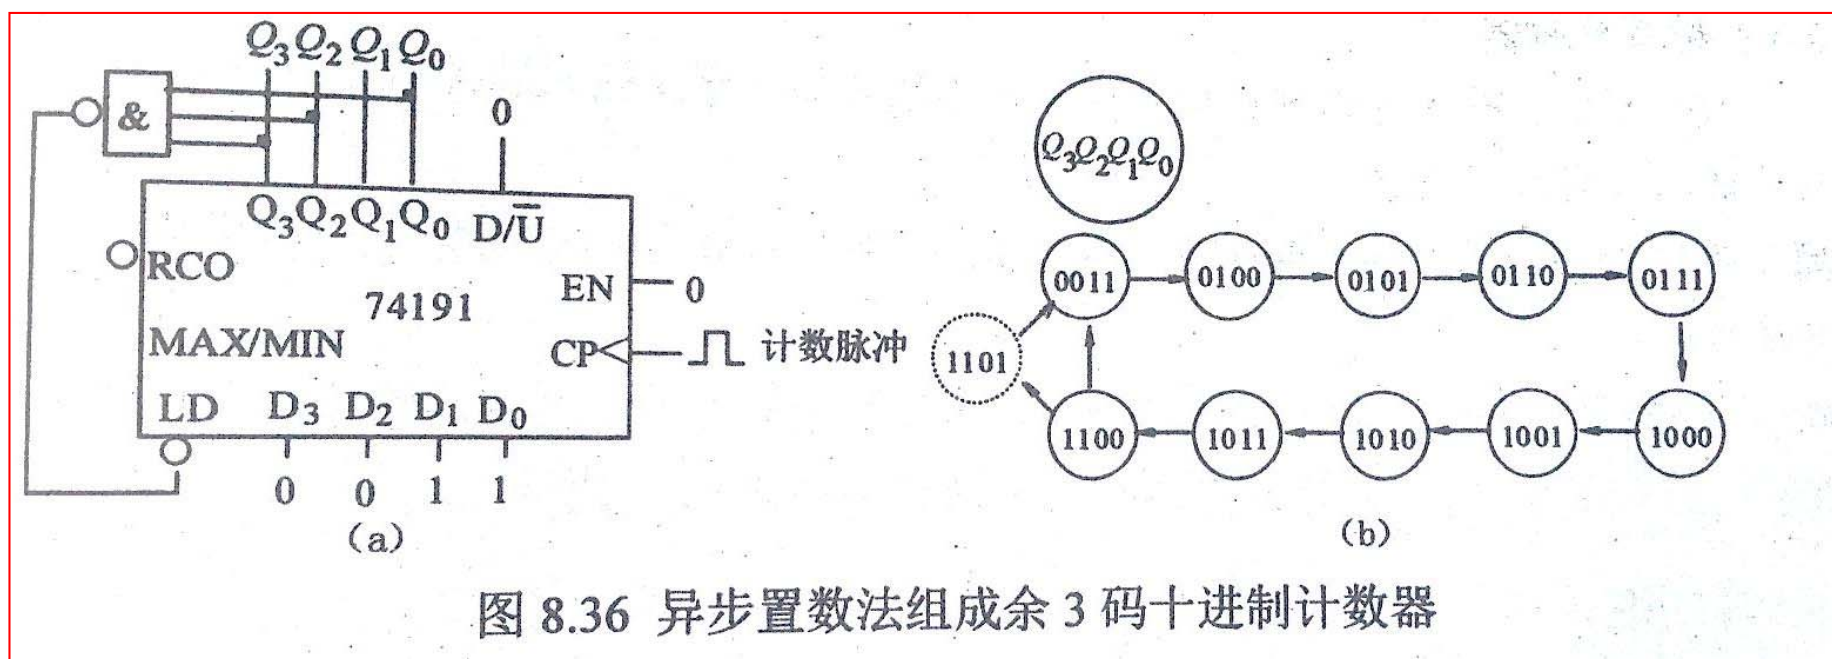 Q₃Q₂Q₁Q₀
&
0
Q₃Q₂Q₁Q₀ D/U̅
RCO
EN 0
74191
MAX/MIN
CP 计数脉冲
LD D₃ D₂ D₁ D₀
0 0 1 1
(a)
Q₃Q₂Q₁Q₀
0011 0100 0101 0110 0111
1101
1100 1011 1010 1001 1000
(b)
图 8.36 异步置数法组成余 3 码十进制计数器